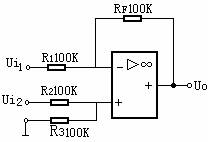 RF100K
Ui1
R1100K
-
▷∞
+
Uo
Ui2
R2100K
+
R3100K